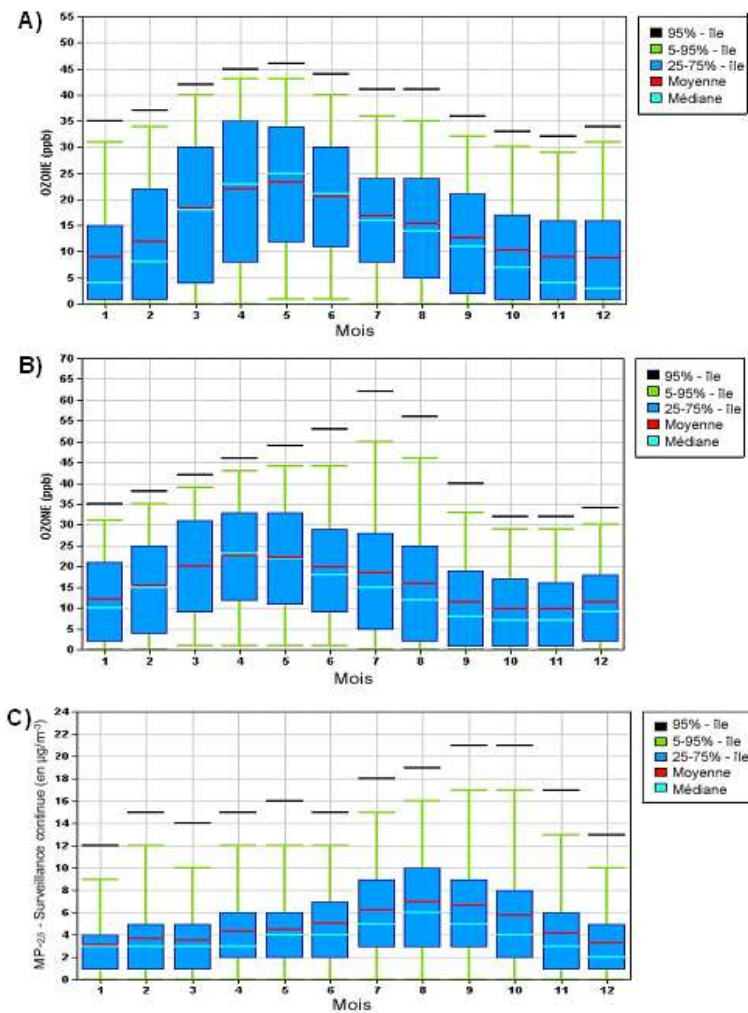 A)
OZONE (ppb)
55
50
45
40
35
30
25
20
15
10
5
0
1 2 3 4 5 6 7 8 9 10 11 12
Mois
95% - île
5-95% - île
25-75% - île
Moyenne
Médiane
B)
OZONE (ppb)
70
65
60
55
50
45
40
35
30
25
20
15
10
5
0
1 2 3 4 5 6 7 8 9 10 11 12
Mois
95% - île
5-95% - île
25-75% - île
Moyenne
Médiane
C)
MP-2,5 - Surveillance continue (en µg/m-3)
24
22
20
18
16
14
12
10
8
6
4
2
0
1 2 3 4 5 6 7 8 9 10 11 12
Mois
95% - île
5-95% - île
25-75% - île
Moyenne
Médiane